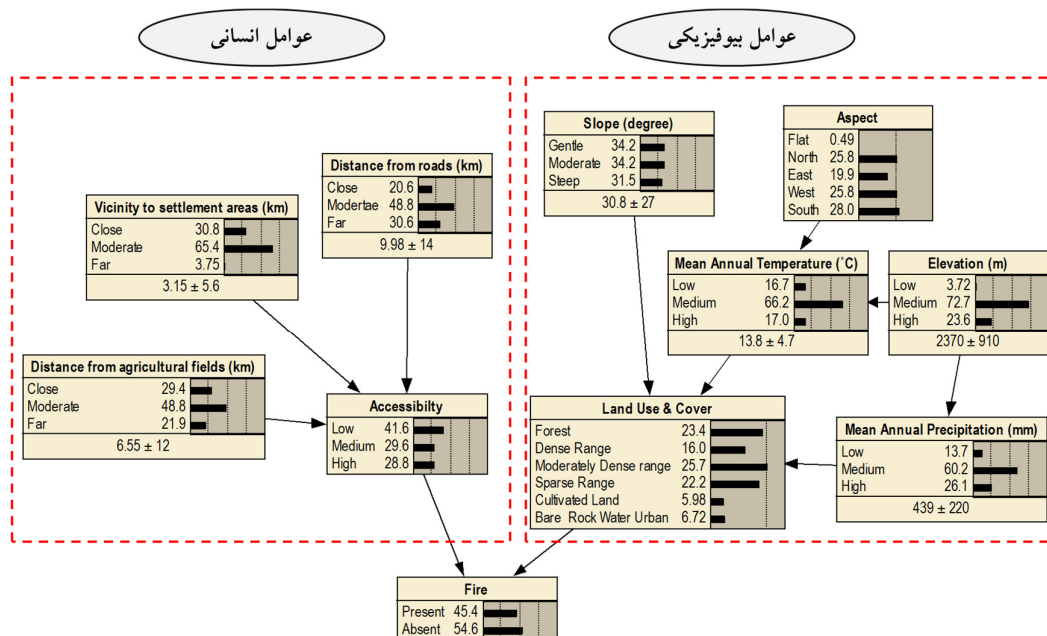 عوامل انسانی
عوامل بیوفیزیکی
Distance from roads (km)
Close 20.6
Modertae 48.8
Far 30.6
9.98 ± 14
Vicinity to settlement areas (km)
Close 30.8
Moderate 65.4
Far 3.75
3.15 ± 5.6
Distance from agricultural fields (km)
Close 29.4
Moderate 48.8
Far 21.9
6.55 ± 12
Accessibilty
Low 41.6
Medium 29.6
High 28.8
Slope (degree)
Gentle 34.2
Moderate 34.2
Steep 31.5
30.8 ± 27
Aspect
Flat 0.49
North 25.8
East 19.9
West 25.8
South 28.0
Mean Annual Temperature (˚C)
Low 16.7
Medium 66.2
High 17.0
13.8 ± 4.7
Elevation (m)
Low 3.72
Medium 72.7
High 23.6
2370 ± 910
Land Use & Cover
Forest 23.4
Dense Range 16.0
Moderately Dense range 25.7
Sparse Range 22.2
Cultivated Land 5.98
Bare Rock Water Urban 6.72
Mean Annual Precipitation (mm)
Low 13.7
Medium 60.2
High 26.1
439 ± 220
Fire
Present 45.4
Absent 54.6